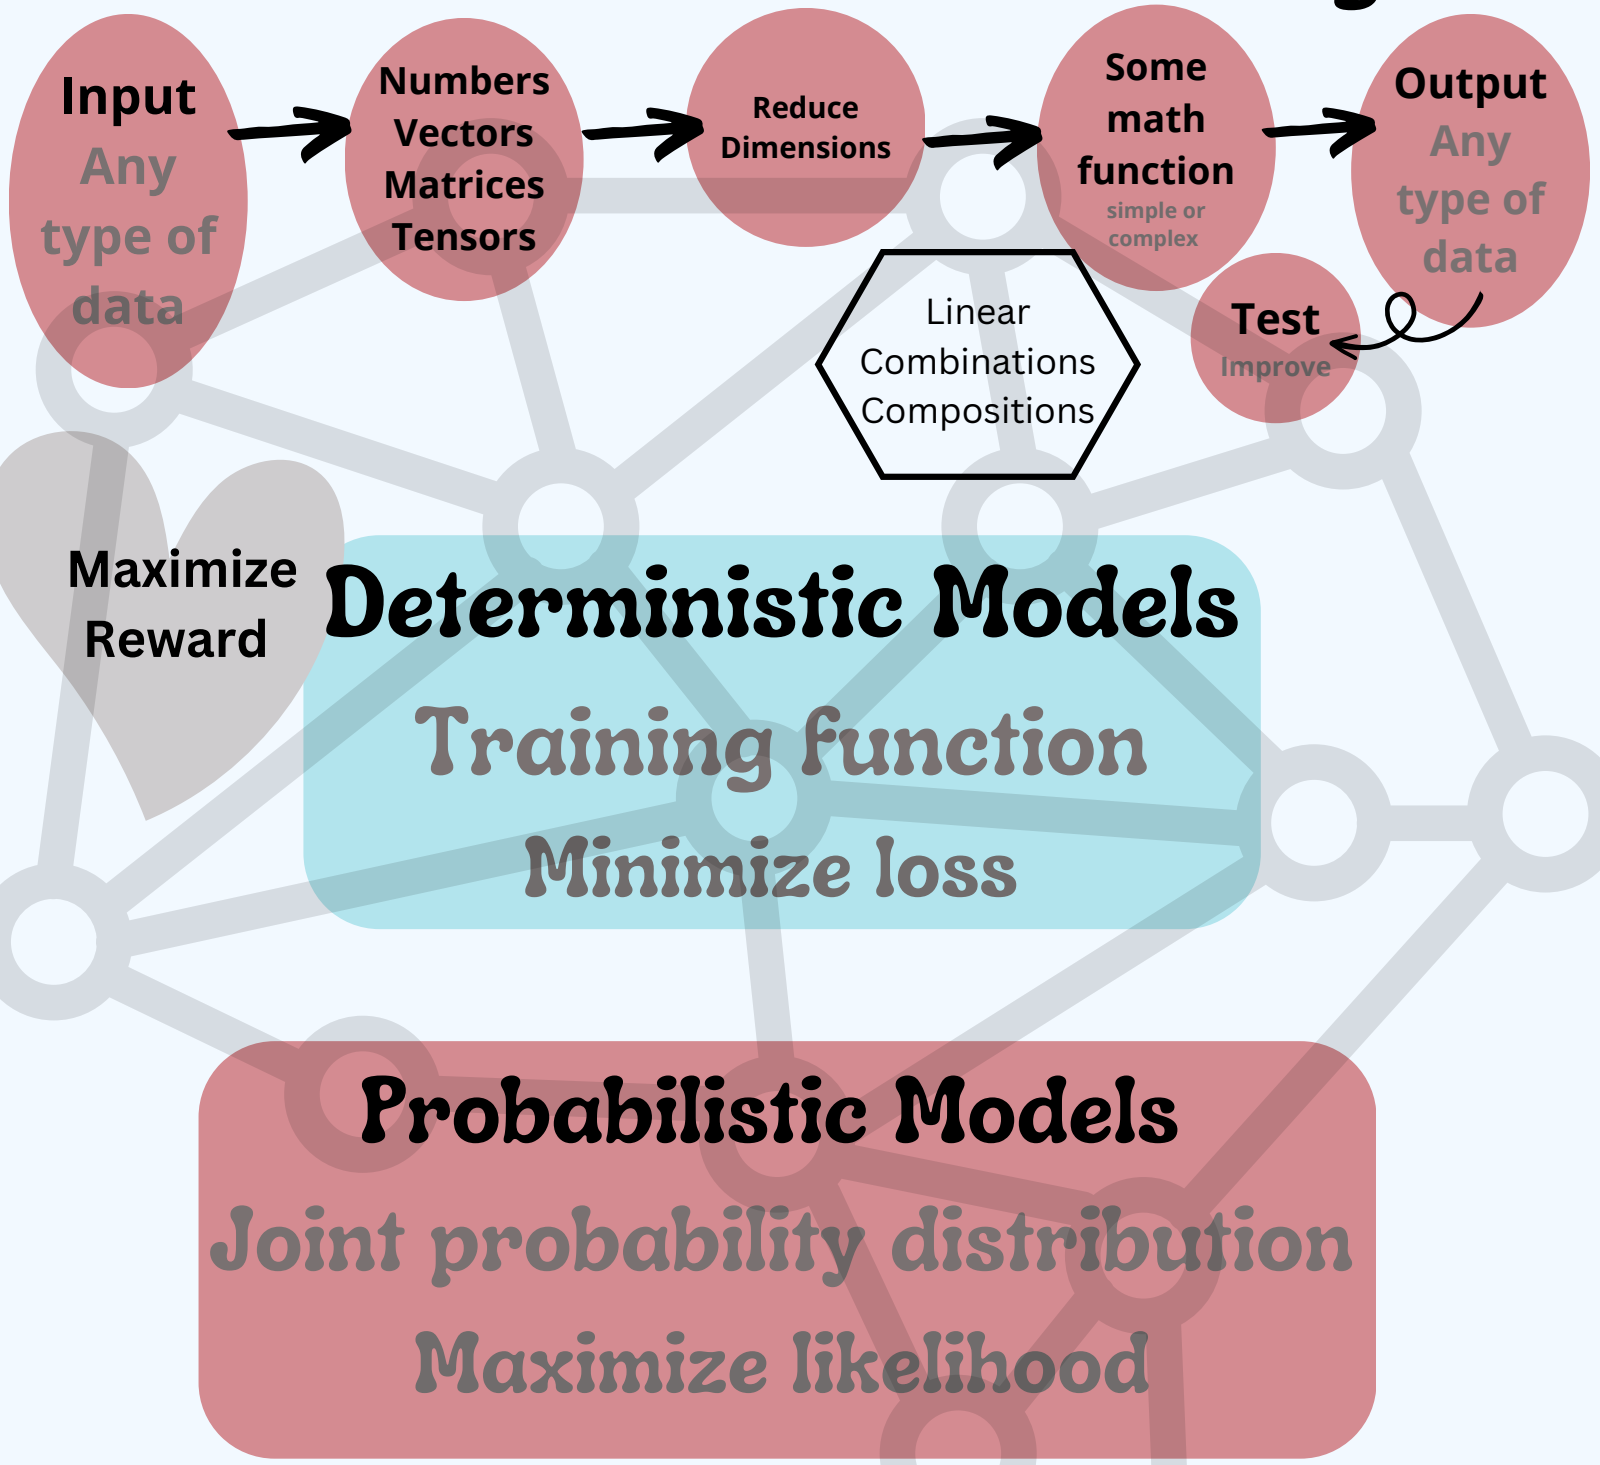 Input
Any
type of
data
Numbers
Vectors
Matrices
Tensors
Reduce
Dimensions
Some
math
function
simple or
complex
Output
Any
type of
data
Linear
Combinations
Compositions
Test
Improve
Maximize
Reward
Deterministic Models
Training function
Minimize loss
Probabilistic Models
Joint probability distribution
Maximize likelihood